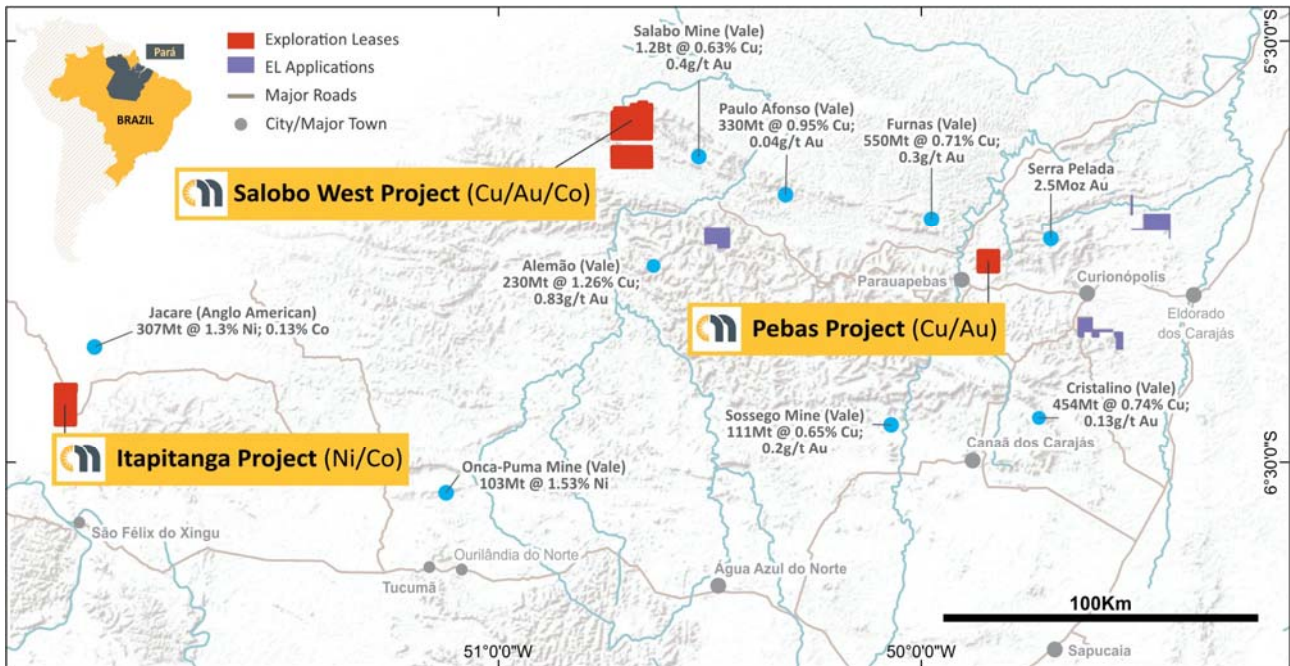 Pará
BRAZIL
Exploration Leases
EL Applications
Major Roads
City/Major Town
Salabo Mine (Vale)
1.2Bt @ 0.63% Cu;
0.4g/t Au
5°30'0"S
Paulo Afonso (Vale)
330Mt @ 0.95% Cu;
0.04g/t Au
Furnas (Vale)
550Mt @ 0.71% Cu;
0.3g/t Au
Serra Pelada
2.5Moz Au
Salobo West Project (Cu/Au/Co)
Alemão (Vale)
230Mt @ 1.26% Cu;
0.83g/t Au
Parauapebas
Curionópolis
Eldorado
dos Carajás
Jacare (Anglo American)
307Mt @ 1.3% Ni; 0.13% Co
Pebas Project (Cu/Au)
Cristalino (Vale)
454Mt @ 0.74% Cu;
0.13g/t Au
Sossego Mine (Vale)
111Mt @ 0.65% Cu;
0.2g/t Au
Canaã dos Carajás
Itapitanga Project (Ni/Co)
6°30'0"S
Onca-Puma Mine (Vale)
103Mt @ 1.53% Ni
São Félix do Xingu
Ourilândia do Norte
Tucumã
Água Azul do Norte
100Km
Sapucaia
51°0'0"W
50°0'0"W